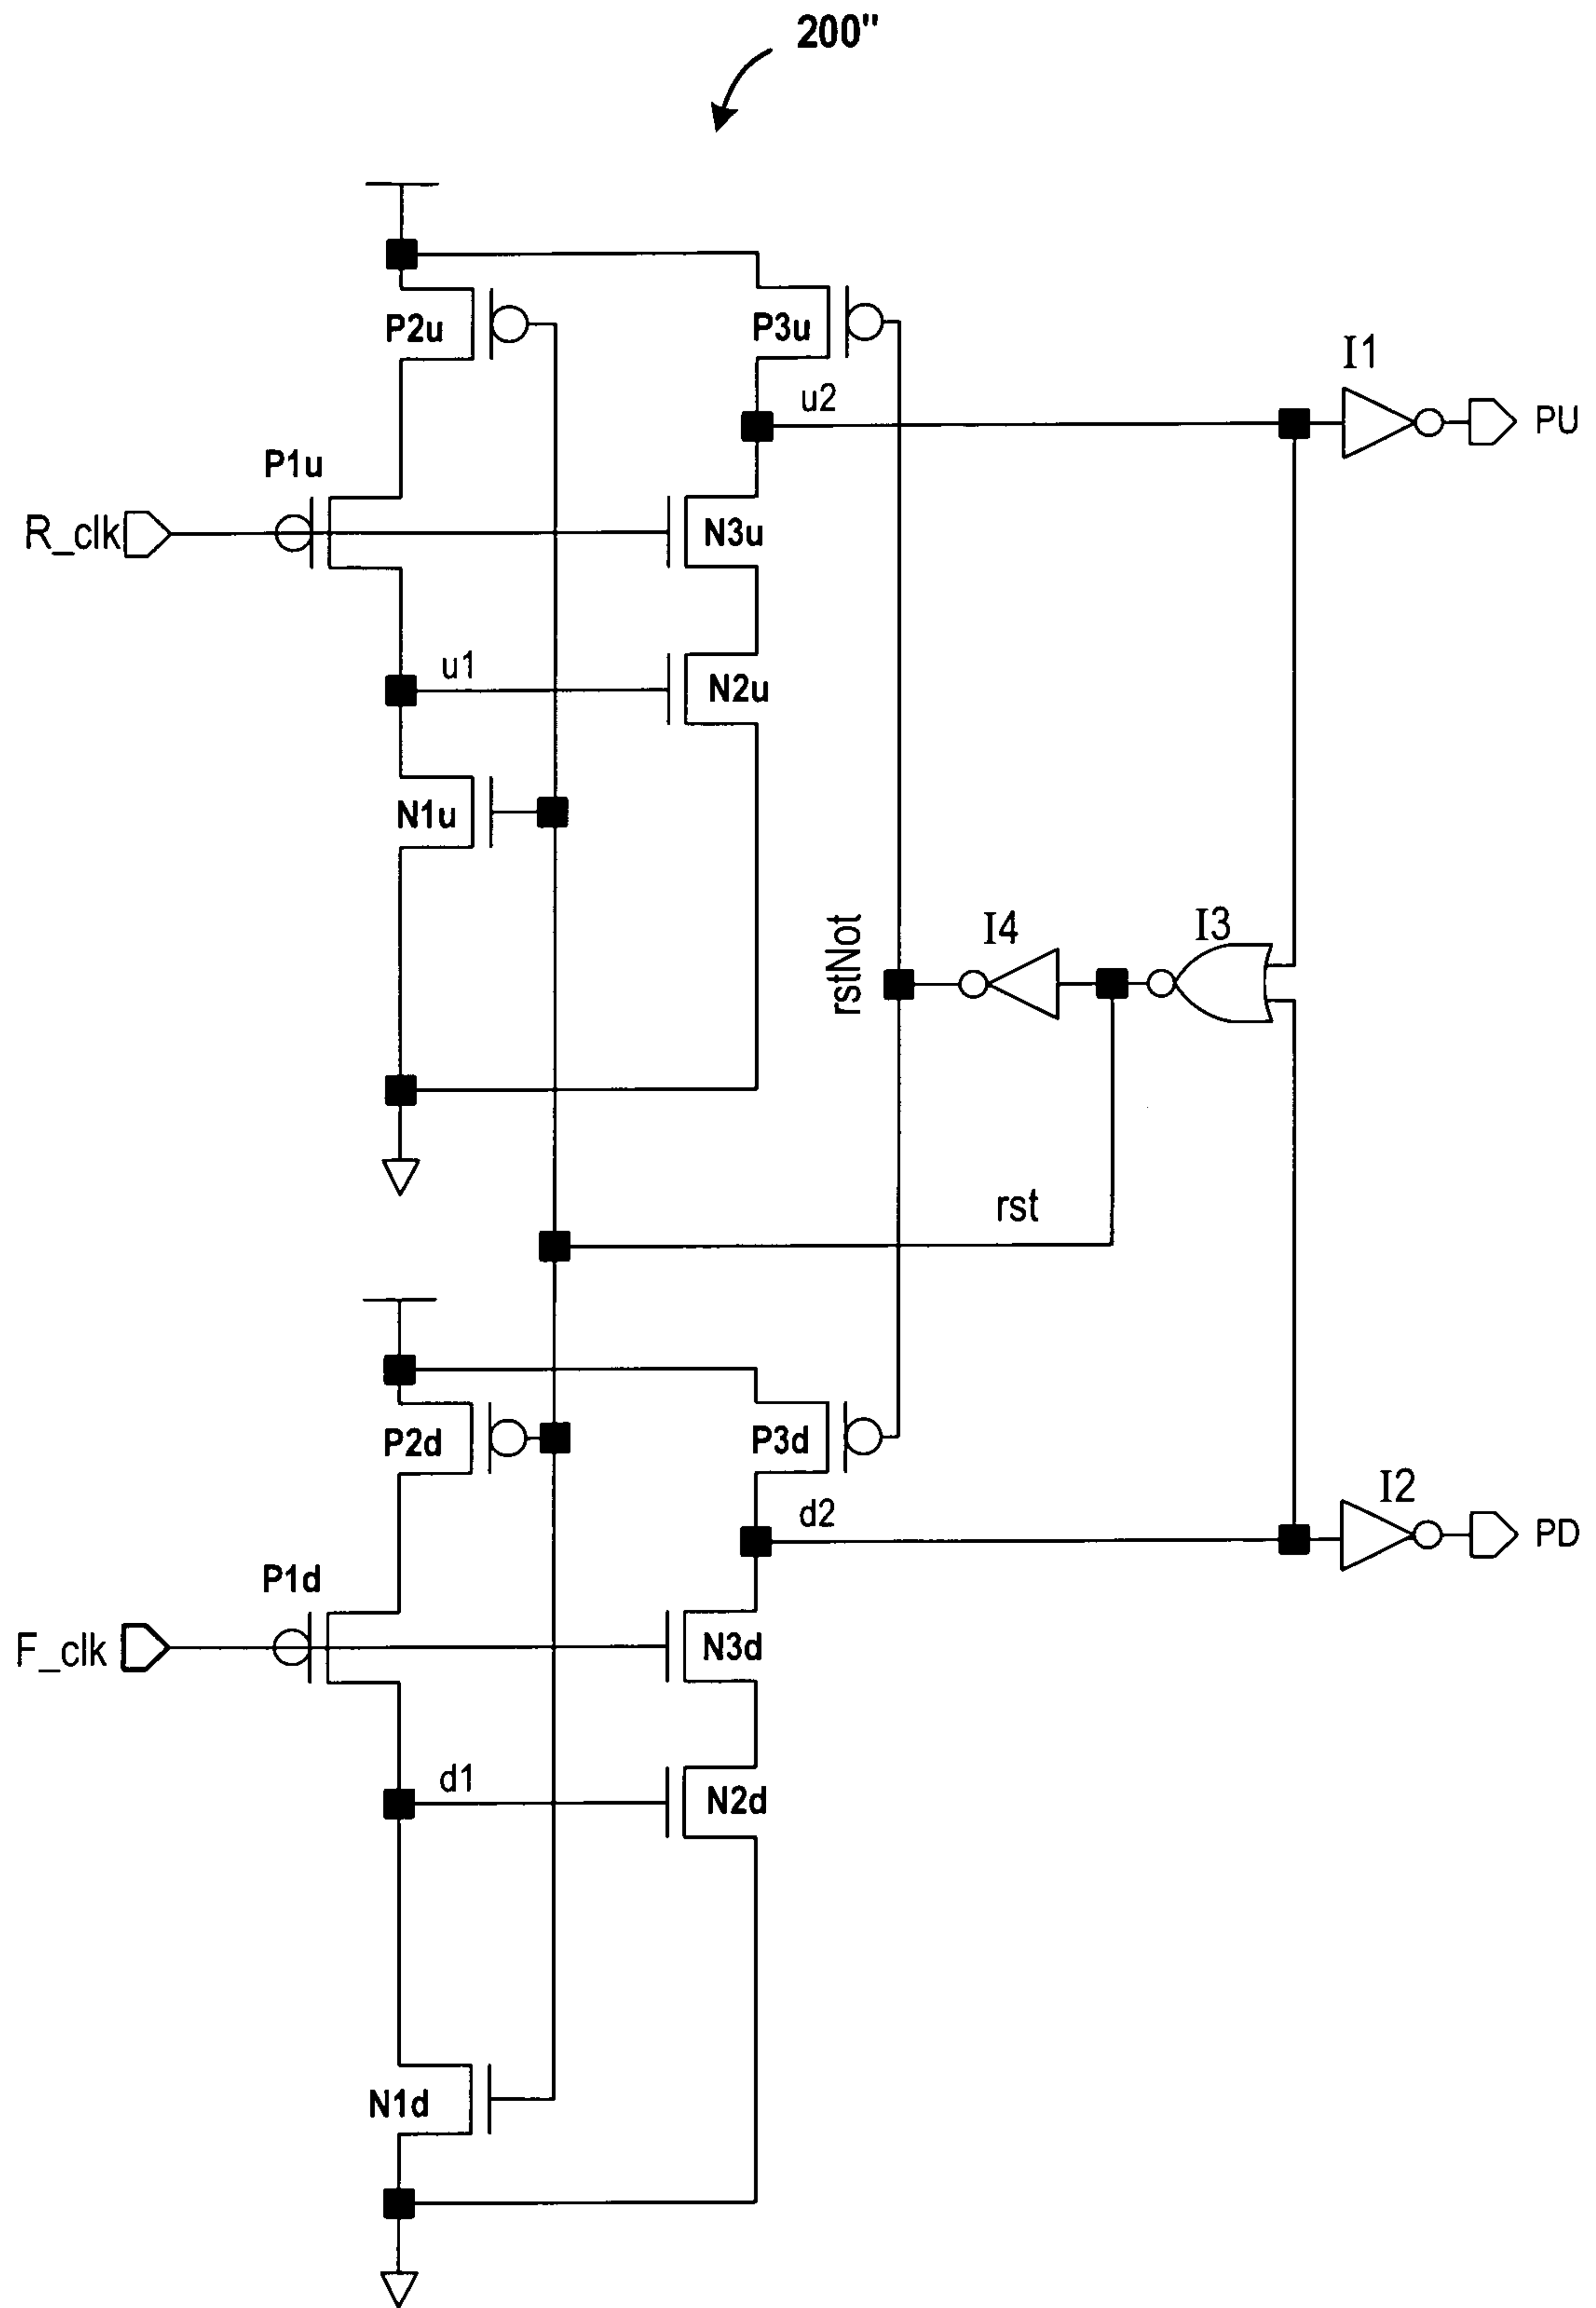 200"
P2u
P3u
I1
u2
PU
P1u
R_clk
N3u
u1
N2u
N1u
rstNot
I4
I3
rst
P2d
P3d
I2
d2
PD
P1d
F_clk
N3d
d1
N2d
N1d